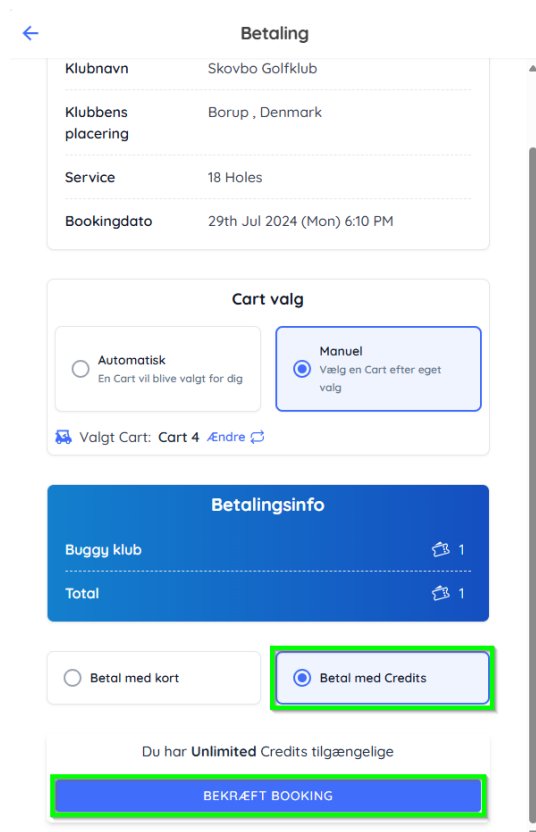 Betaling
Klubnavn Skovbo Golfklub
Klubbens Borup , Denmark
placering
Service 18 Holes
Bookingdato 29th Jul 2024 (Mon) 6:10 PM
Cart valg
Automatisk
En Cart vil blive valgt for dig
Manuel
Vælg en Cart efter eget
valg
Valgt Cart: Cart 4 Ændre
Betalingsinfo
Buggy klub 1
Total 1
Betal med kort
Betal med Credits
Du har Unlimited Credits tilgængelige
BEKRÆFT BOOKING